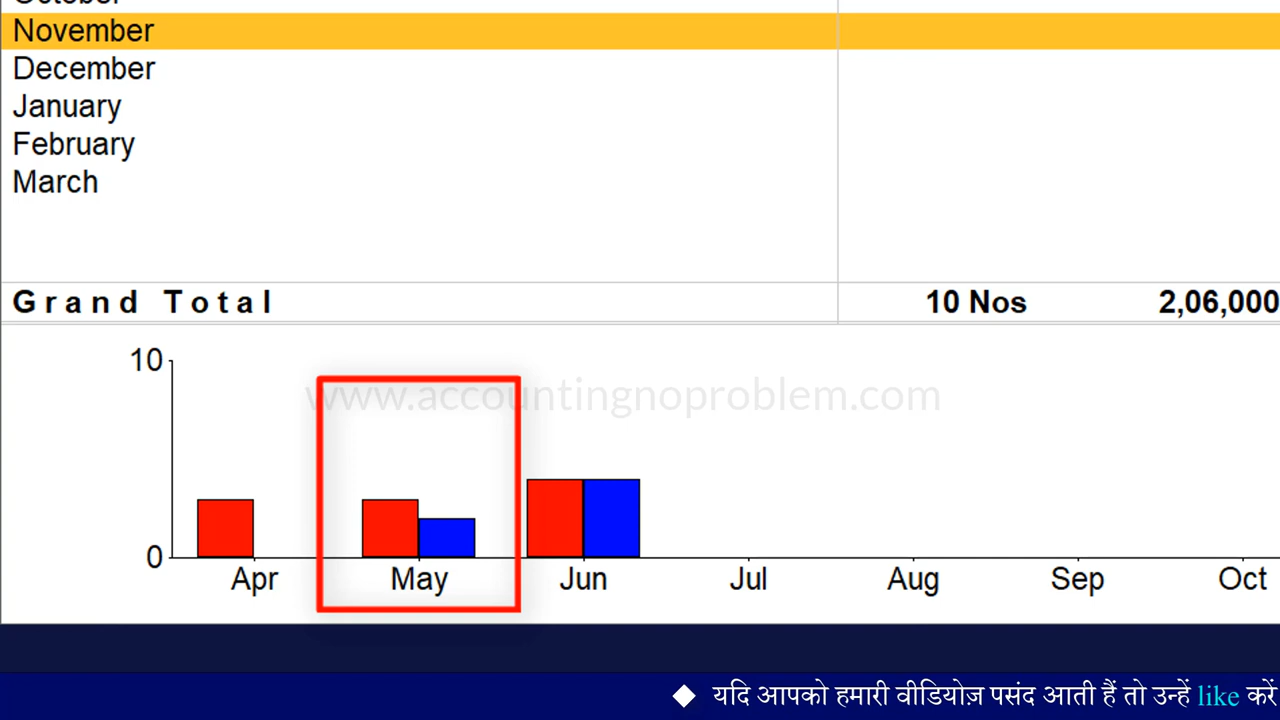 October
November
December
January
February
March
Grand Total 10 Nos 2,06,000
10
www.accountingnoproblem.com
0
Apr May Jun Jul Aug Sep Oct
◆ यदि आपको हमारी वीडियोज़ पसंद आती हैं तो उन्हें like करें